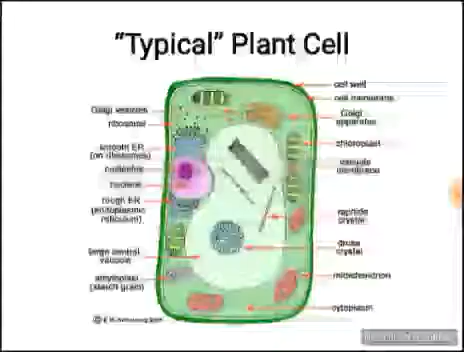 “Typical” Plant Cell
cell wall
cell membrane
Golgi vesicles
Golgi
apparatus
ribosomes
chloroplast
smooth ER
(no ribosomes)
vacuole
membrane
nucleolus
nucleus
rough ER
(endoplasmic
reticulum)
raphide
crystal
druse
crystal
large central
vacuole
mitochondrion
amyloplast
(starch grain)
cytoplasm